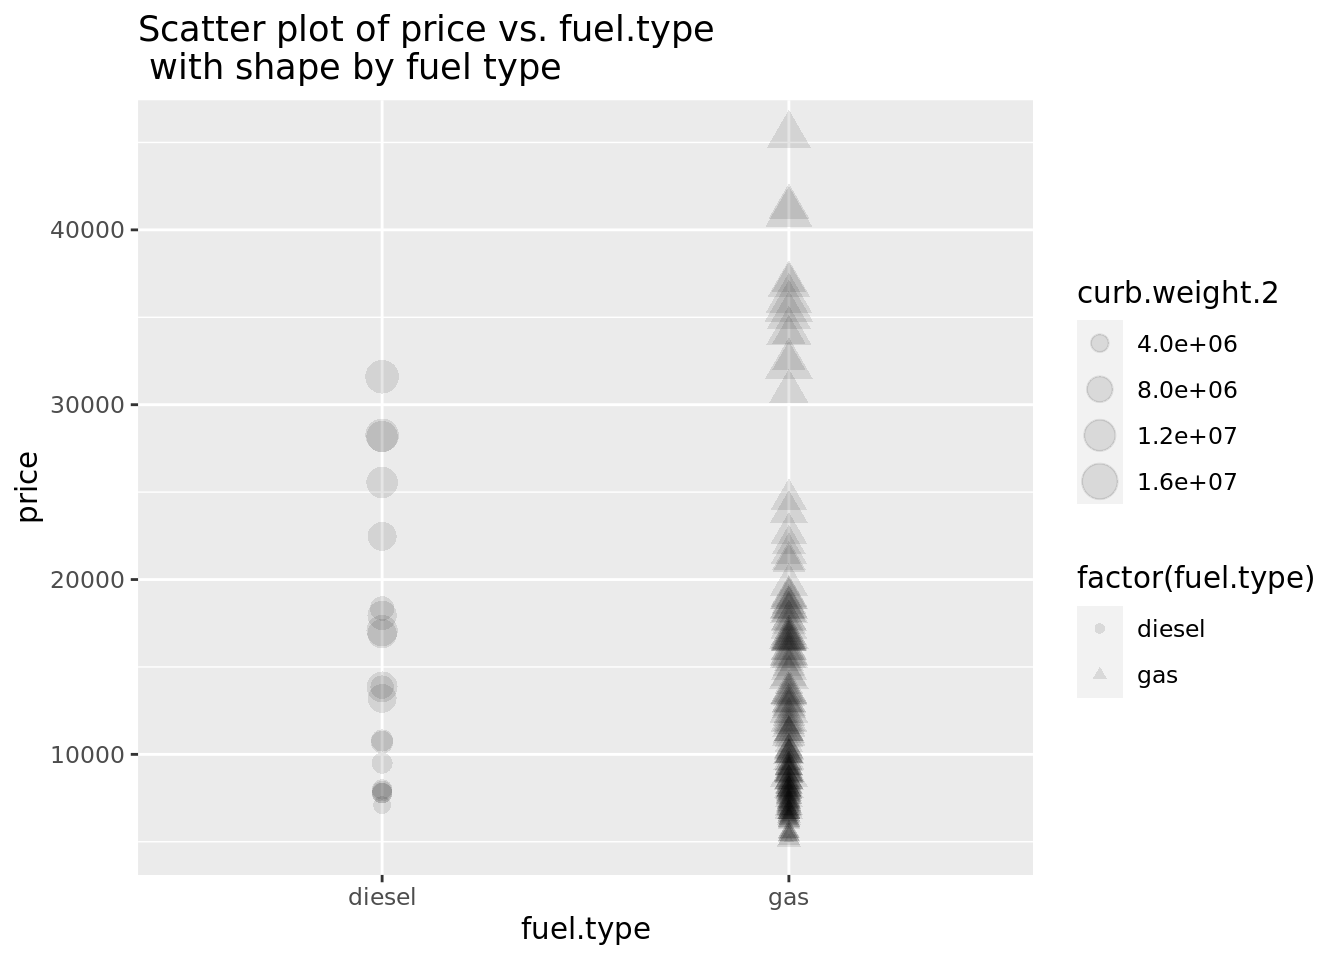 Scatter plot of price vs. fuel.type
with shape by fuel type
40000
30000
20000
10000
price
diesel
gas
fuel.type
curb.weight.2
4.0e+06
8.0e+06
1.2e+07
1.6e+07
factor(fuel.type)
diesel
gas